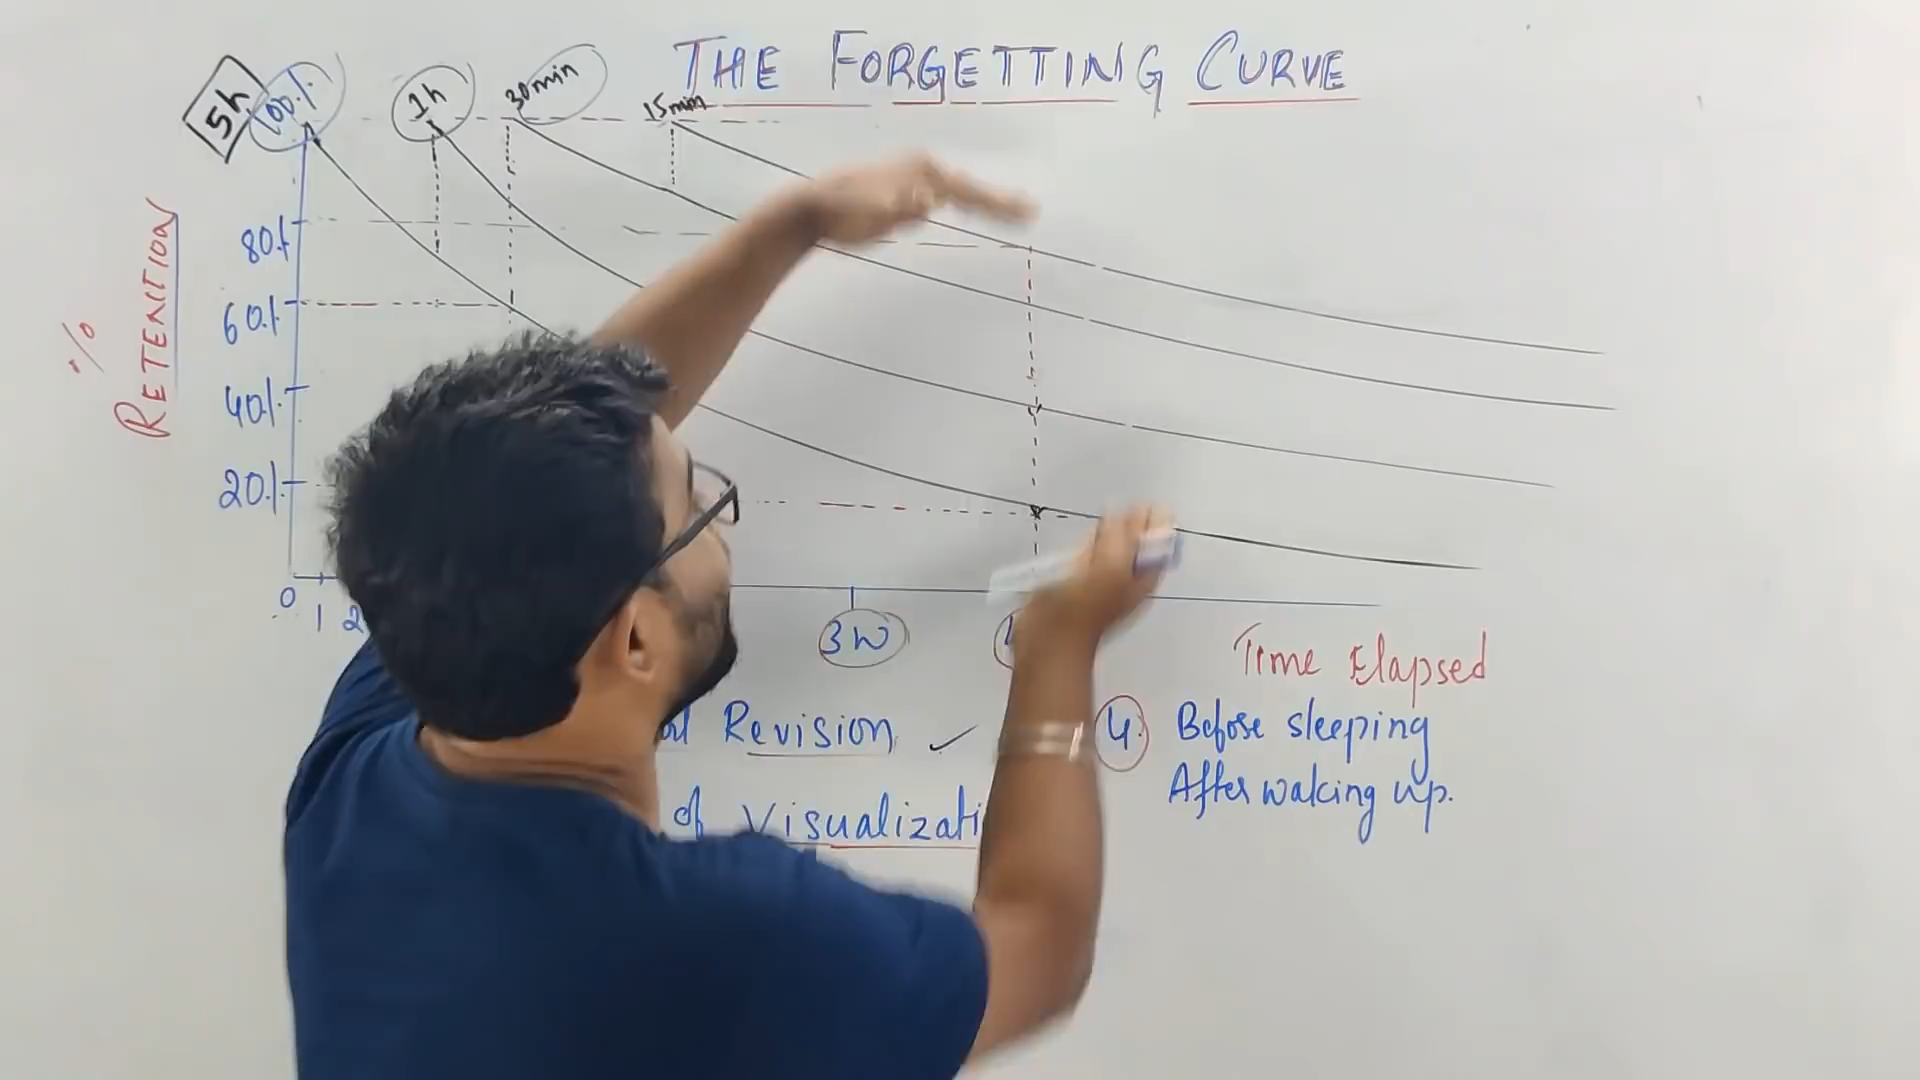 THE FORGETTING CURVE
5h 100% 1h 30min 15min
% RETENTION
80%
60%
40%
20%
0 1 2 3W
Time Elapsed
Revision ✓
of Visualizati
4. Before sleeping
After waking up.